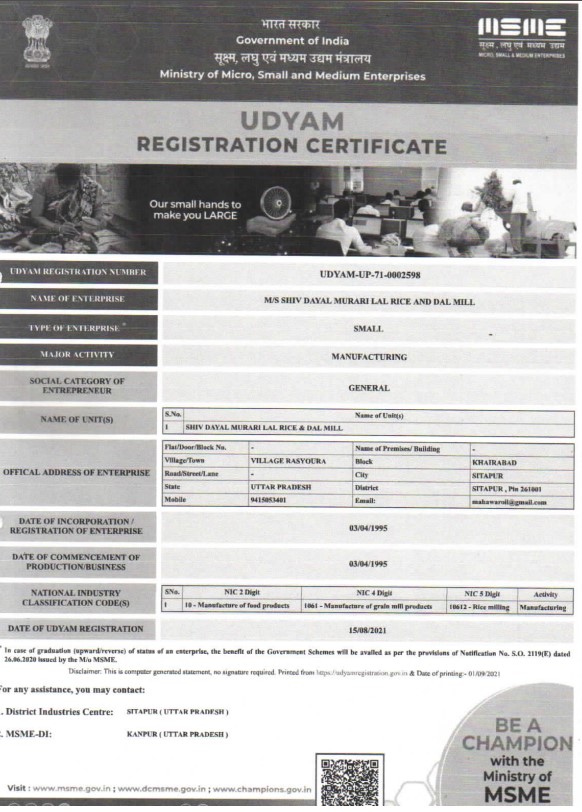 भारत सरकार
Government of India
सूक्ष्म, लघु एवं मध्यम उद्यम मंत्रालय
Ministry of Micro, Small and Medium Enterprises
MSME
सूक्ष्म, लघु एवं मध्यम उद्यम
MICRO, SMALL & MEDIUM ENTERPRISES
UDYAM
REGISTRATION CERTIFICATE
Our small hands to
make you LARGE
UDYAM REGISTRATION NUMBER UDYAM-UP-71-0002598
NAME OF ENTERPRISE M/S SHIV DAYAL MURARI LAL RICE AND DAL MILL
TYPE OF ENTERPRISE * SMALL
MAJOR ACTIVITY MANUFACTURING
SOCIAL CATEGORY OF
ENTREPRENEUR GENERAL
NAME OF UNIT(S)
S.No. Name of Unit(s)
1 SHIV DAYAL MURARI LAL RICE & DAL MILL
OFFICAL ADDRESS OF ENTERPRISE
Flat/Door/Block No. - Name of Premises/ Building -
Village/Town VILLAGE RASYOURA Block KHAIRABAD
Road/Street/Lane - City SITAPUR
State UTTAR PRADESH District SITAPUR , Pin 261001
Mobile 9415053401 Email: mahawaroil@gmail.com
DATE OF INCORPORATION /
REGISTRATION OF ENTERPRISE 03/04/1995
DATE OF COMMENCEMENT OF
PRODUCTION/BUSINESS 03/04/1995
NATIONAL INDUSTRY
CLASSIFICATION CODE(S)
SNo. NIC 2 Digit NIC 4 Digit NIC 5 Digit Activity
1 10 - Manufacture of food products 1061 - Manufacture of grain mill products 10612 - Rice milling Manufacturing
DATE OF UDYAM REGISTRATION 15/08/2021
* In case of graduation (upward/reverse) of status of an enterprise, the benefit of the Government Schemes will be availed as per the provisions of Notification No. S.O. 2119(E) dated
26.06.2020 issued by the M/o MSME.
Disclaimer: This is computer generated statement, no signature required. Printed from https://udyamregistration.gov.in & Date of printing:- 01/09/2021
For any assistance, you may contact:
1. District Industries Centre: SITAPUR ( UTTAR PRADESH )
2. MSME-DI: KANPUR ( UTTAR PRADESH )
Visit : www.msme.gov.in ; www.dcmsme.gov.in ; www.champions.gov.in
BE A
CHAMPION
with the
Ministry of
MSME